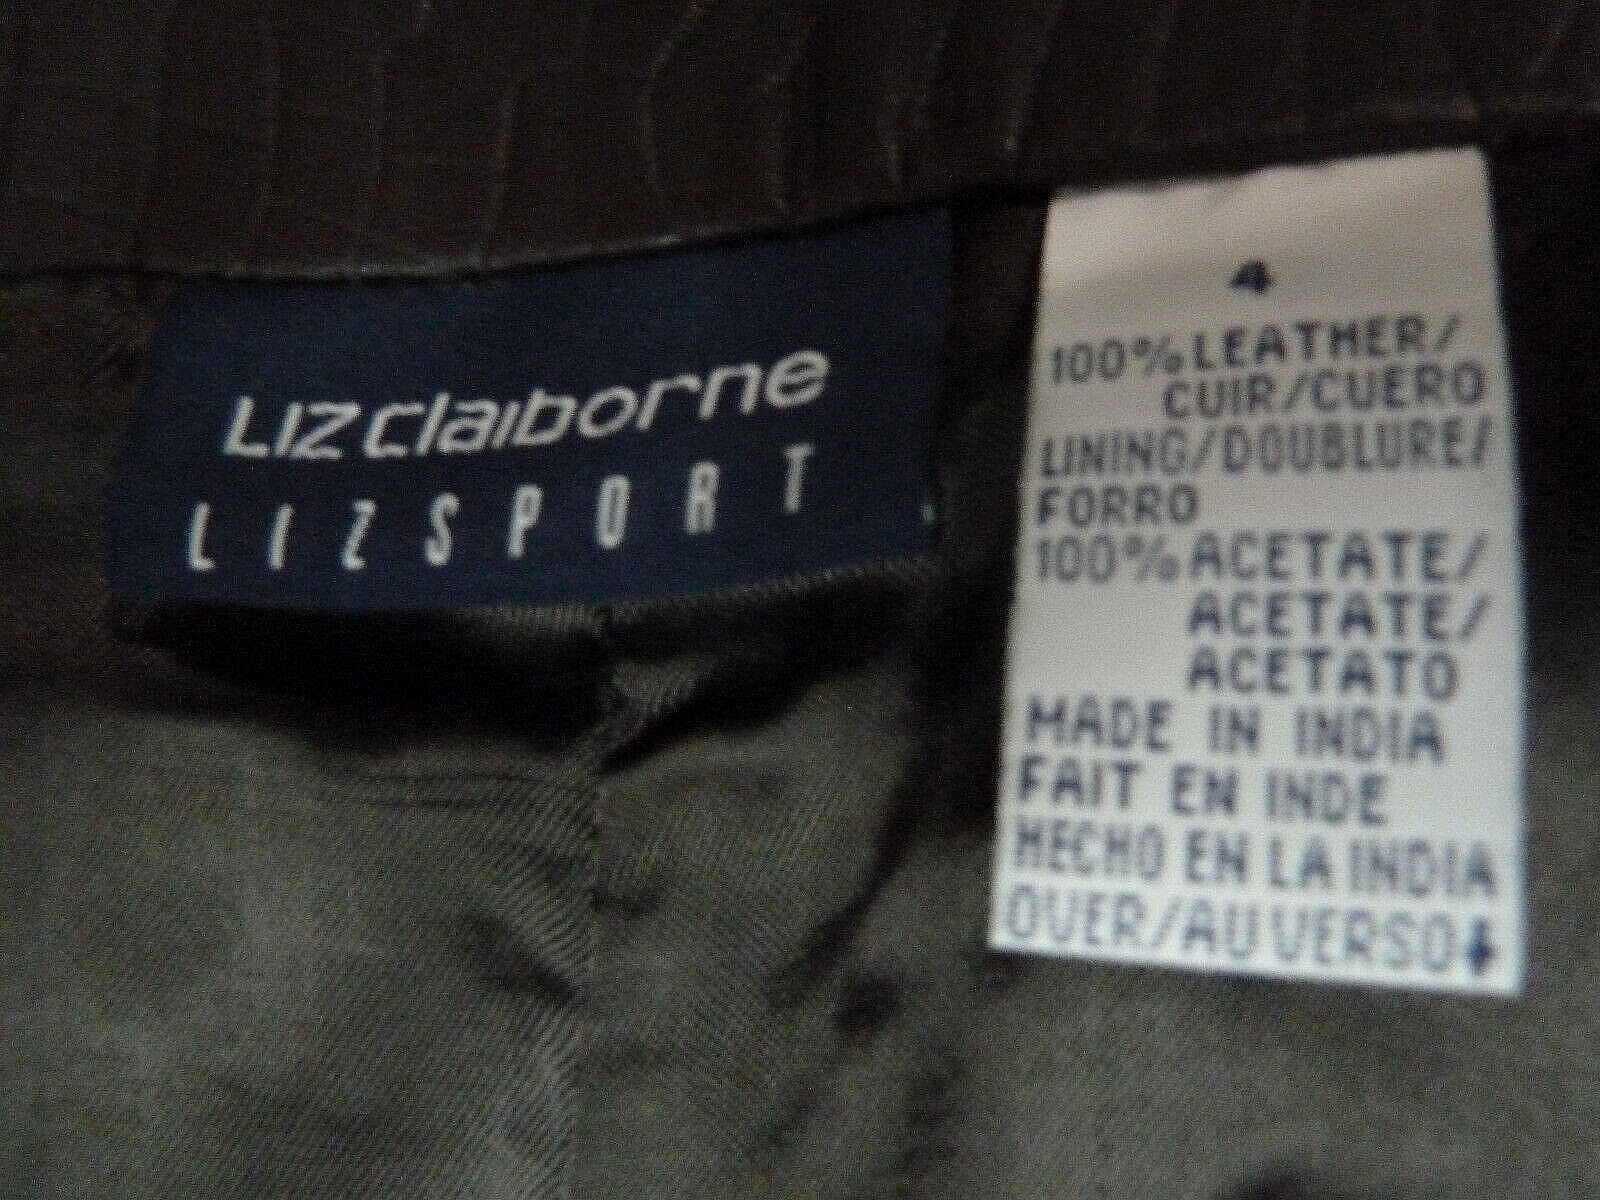 Liz claiborne
LIZSPORT
4
100% LEATHER/
CUIR/CUERO
LINING/DOUBLURE/
FORRO
100% ACETATE/
ACETATE/
ACETATO
MADE IN INDIA
FAIT EN INDE
HECHO EN LA INDIA
OVER/AU VERSO